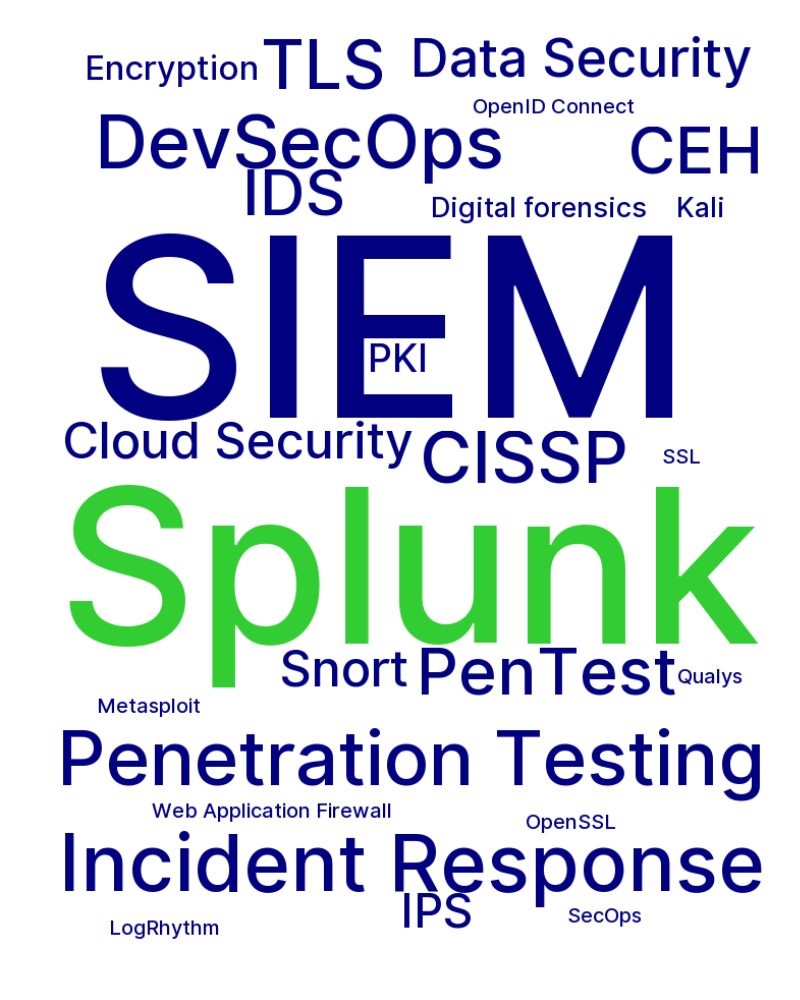 Encryption TLS Data Security
OpenID Connect
DevSecOps CEH
IDS Digital forensics Kali
SIEM
PKI
Cloud Security CISSP SSL
Splunk
Snort PenTest Qualys
Metasploit
Penetration Testing
Web Application Firewall OpenSSL
Incident Response
IPS SecOps
LogRhythm